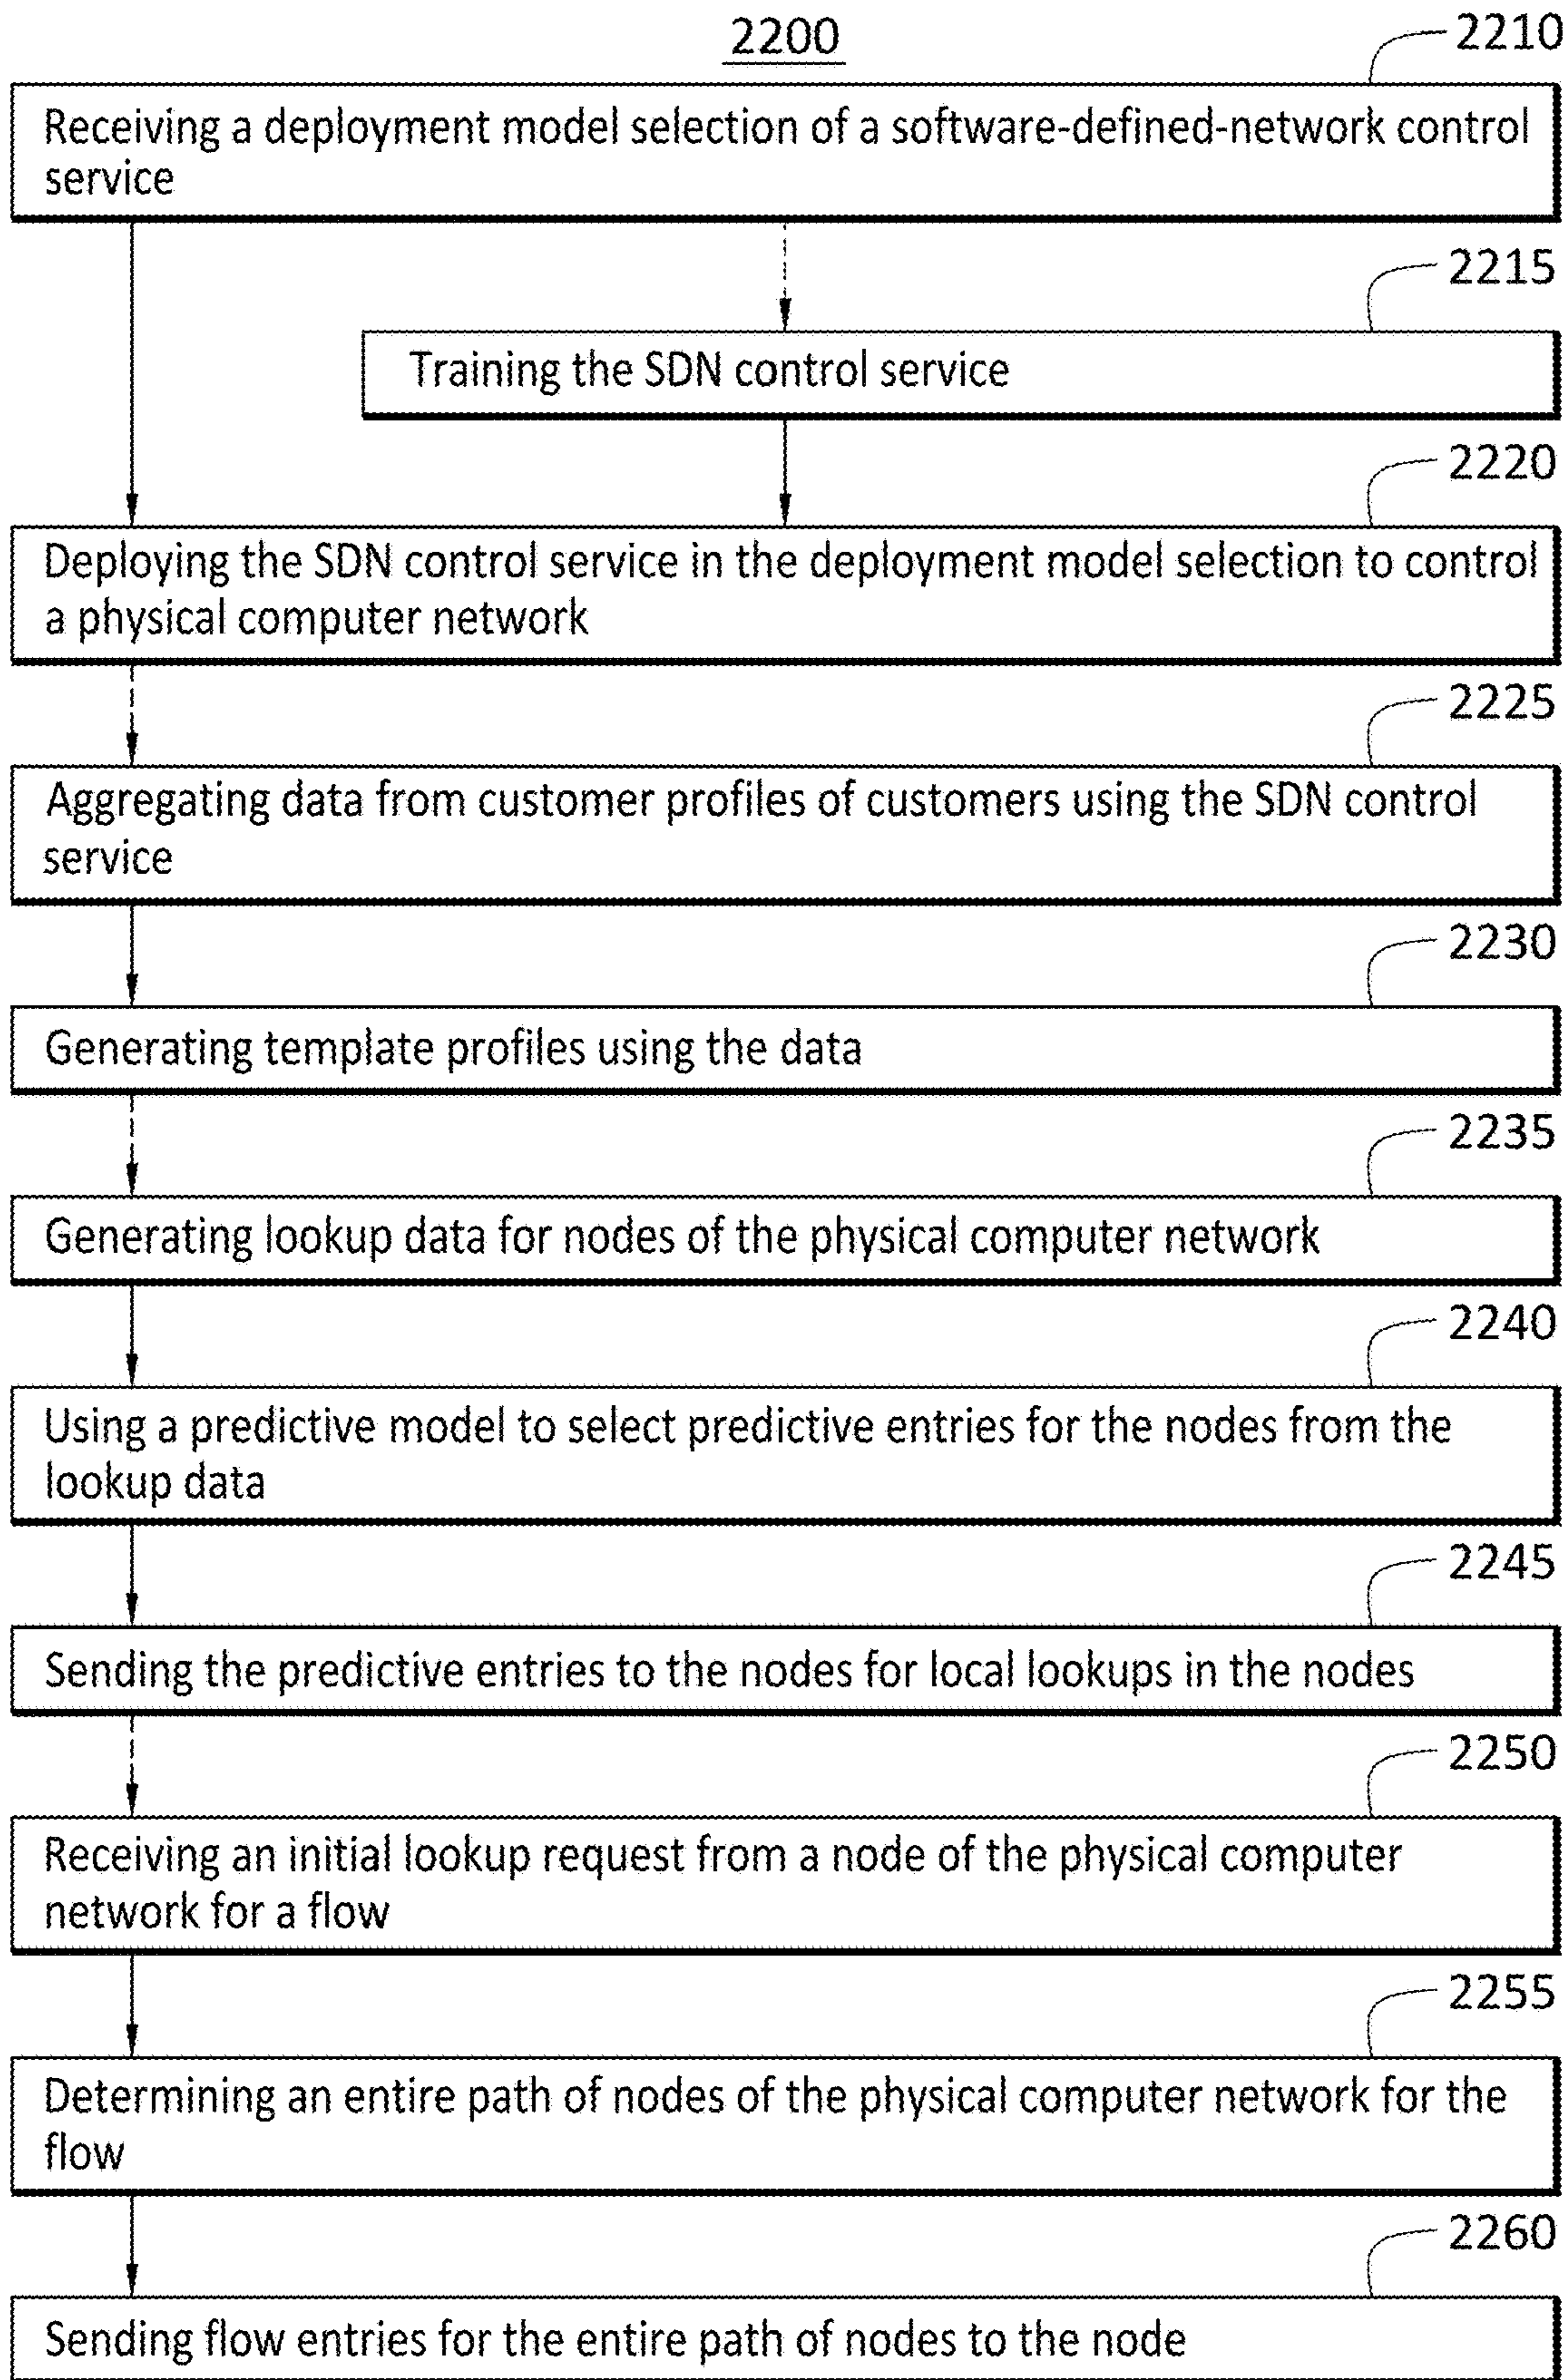 2200
2210
Receiving a deployment model selection of a software-defined-network control
service
2215
Training the SDN control service
2220
Deploying the SDN control service in the deployment model selection to control
a physical computer network
2225
Aggregating data from customer profiles of customers using the SDN control
service
2230
Generating template profiles using the data
2235
Generating lookup data for nodes of the physical computer network
2240
Using a predictive model to select predictive entries for the nodes from the
lookup data
2245
Sending the predictive entries to the nodes for local lookups in the nodes
2250
Receiving an initial lookup request from a node of the physical computer
network for a flow
2255
Determining an entire path of nodes of the physical computer network for the
flow
2260
Sending flow entries for the entire path of nodes to the node